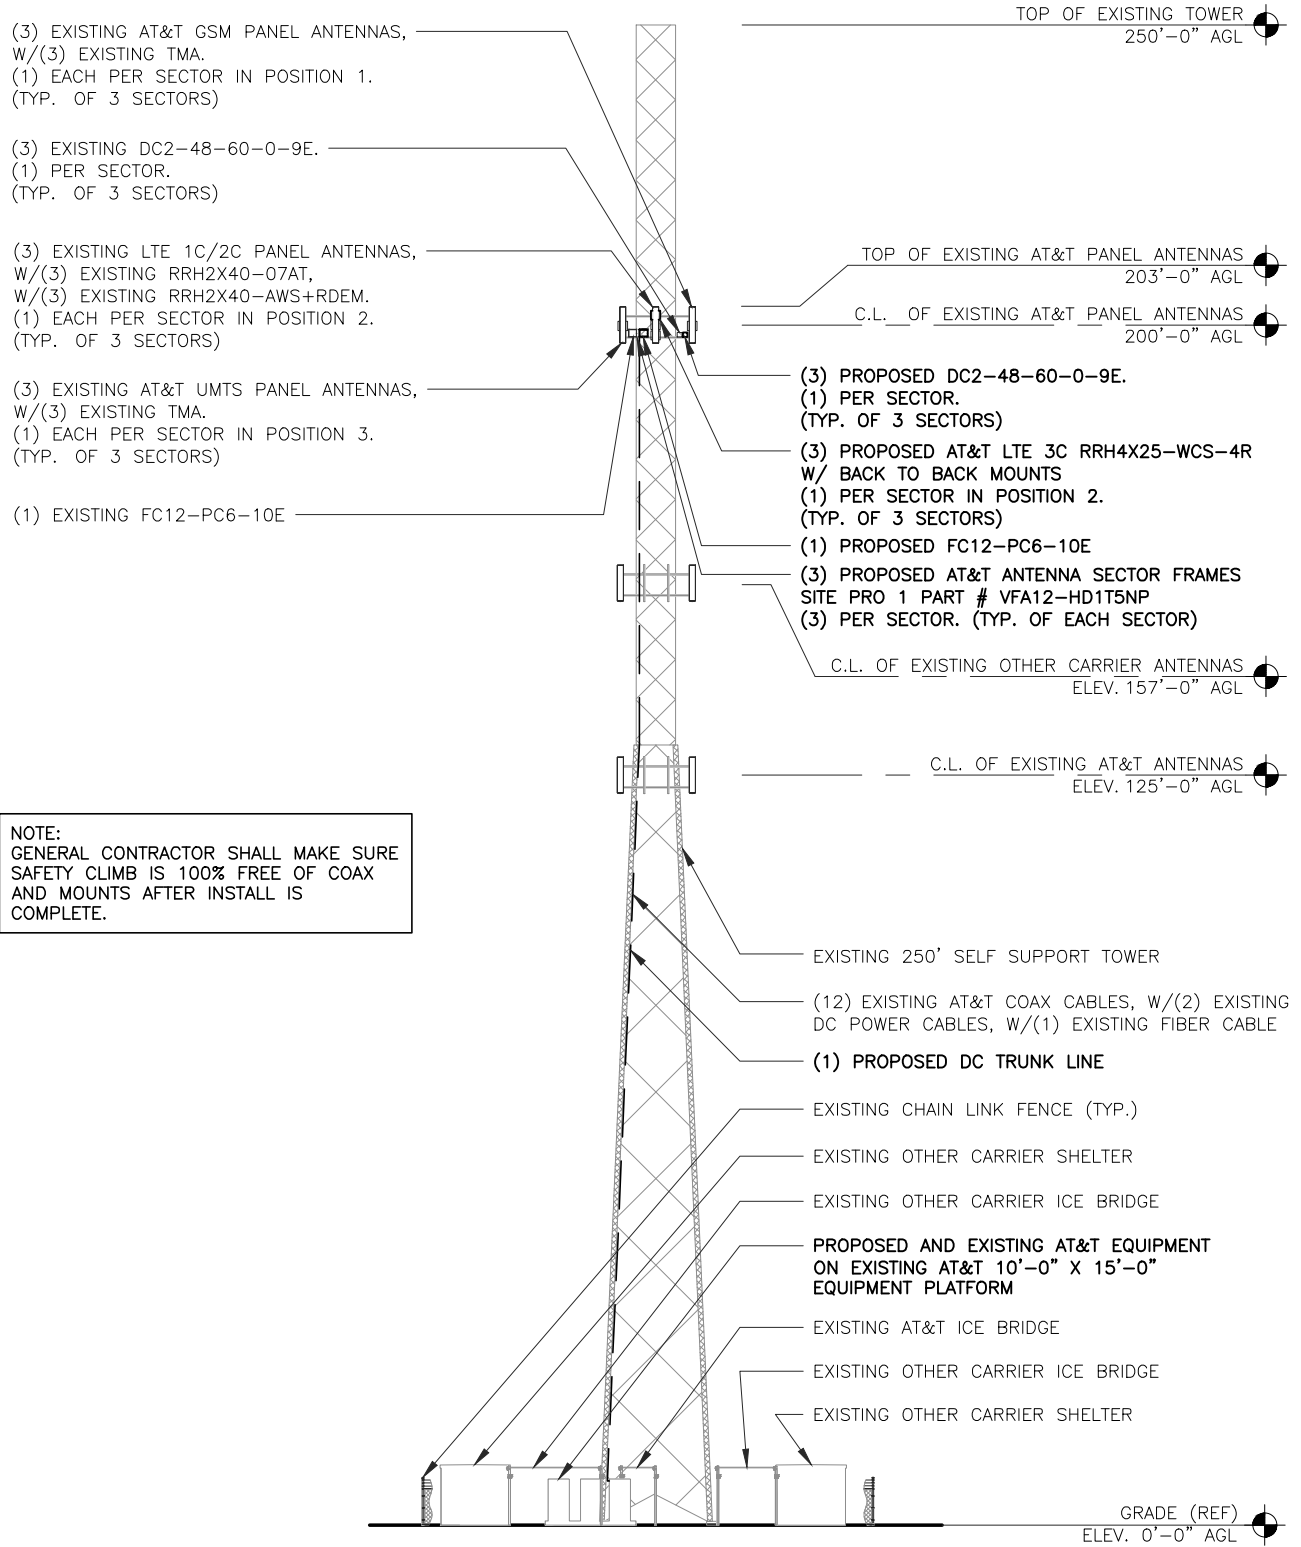 (3) EXISTING AT&T GSM PANEL ANTENNAS,
W/(3) EXISTING TMA.
(1) EACH PER SECTOR IN POSITION 1.
(TYP. OF 3 SECTORS)
(3) EXISTING DC2-48-60-0-9E.
(1) PER SECTOR.
(TYP. OF 3 SECTORS)
(3) EXISTING LTE 1C/2C PANEL ANTENNAS,
W/(3) EXISTING RRH2X40-07AT,
W/(3) EXISTING RRH2X40-AWS+RDEM.
(1) EACH PER SECTOR IN POSITION 2.
(TYP. OF 3 SECTORS)
(3) EXISTING AT&T UMTS PANEL ANTENNAS,
W/(3) EXISTING TMA.
(1) EACH PER SECTOR IN POSITION 3.
(TYP. OF 3 SECTORS)
(1) EXISTING FC12-PC6-10E
NOTE:
GENERAL CONTRACTOR SHALL MAKE SURE
SAFETY CLIMB IS 100% FREE OF COAX
AND MOUNTS AFTER INSTALL IS
COMPLETE.
TOP OF EXISTING TOWER
250'-0" AGL
TOP OF EXISTING AT&T PANEL ANTENNAS
203'-0" AGL
C.L. OF EXISTING AT&T PANEL ANTENNAS
200'-0" AGL
(3) PROPOSED DC2-48-60-0-9E.
(1) PER SECTOR.
(TYP. OF 3 SECTORS)
(3) PROPOSED AT&T LTE 3C RRH4X25-WCS-4R
W/ BACK TO BACK MOUNTS
(1) PER SECTOR IN POSITION 2.
(TYP. OF 3 SECTORS)
(1) PROPOSED FC12-PC6-10E
(3) PROPOSED AT&T ANTENNA SECTOR FRAMES
SITE PRO 1 PART # VFA12-HD1T5NP
(3) PER SECTOR. (TYP. OF EACH SECTOR)
C.L. OF EXISTING OTHER CARRIER ANTENNAS
ELEV. 157'-0" AGL
C.L. OF EXISTING AT&T ANTENNAS
ELEV. 125'-0" AGL
EXISTING 250' SELF SUPPORT TOWER
(12) EXISTING AT&T COAX CABLES, W/(2) EXISTING
DC POWER CABLES, W/(1) EXISTING FIBER CABLE
(1) PROPOSED DC TRUNK LINE
EXISTING CHAIN LINK FENCE (TYP.)
EXISTING OTHER CARRIER SHELTER
EXISTING OTHER CARRIER ICE BRIDGE
PROPOSED AND EXISTING AT&T EQUIPMENT
ON EXISTING AT&T 10'-0" X 15'-0"
EQUIPMENT PLATFORM
EXISTING AT&T ICE BRIDGE
EXISTING OTHER CARRIER ICE BRIDGE
EXISTING OTHER CARRIER SHELTER
GRADE (REF)
ELEV. 0'-0" AGL